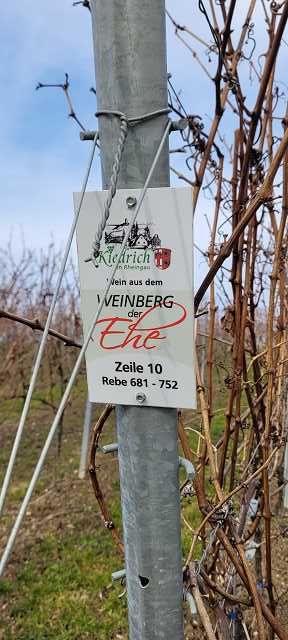 Kiedrich
im Rheingau
Wein aus dem
WEINBERG
der
Ehe
Zeile 10
Rebe 681 - 752